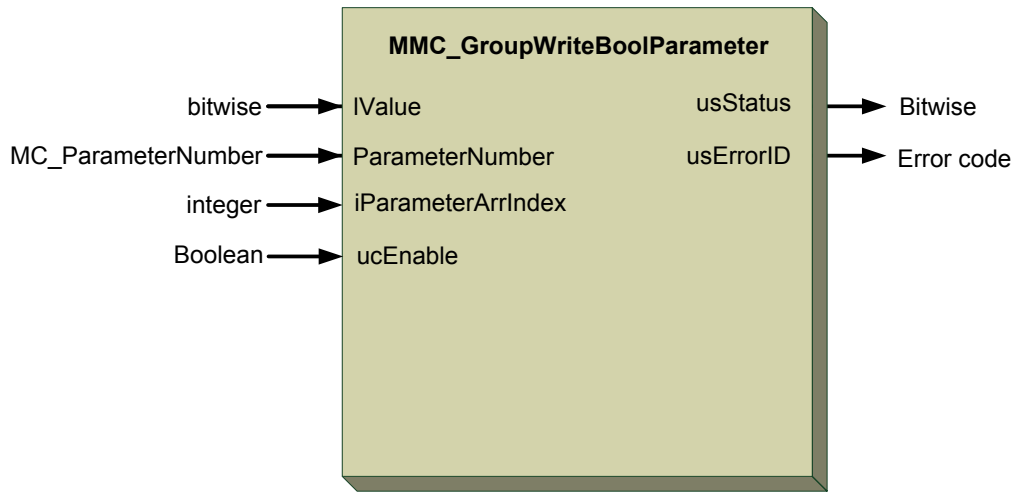 MMC_GroupWriteBoolParameter
bitwise lValue usStatus Bitwise
MC_ParameterNumber ParameterNumber usErrorID Error code
integer iParameterArrIndex
Boolean ucEnable